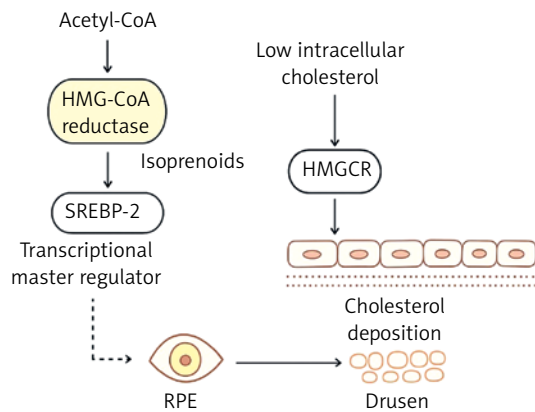 Acetyl-CoA
HMG-CoA
reductase
Isoprenoids
SREBP-2
Transcriptional
master regulator
Low intracellular
cholesterol
HMGCR
Cholesterol
deposition
RPE
Drusen